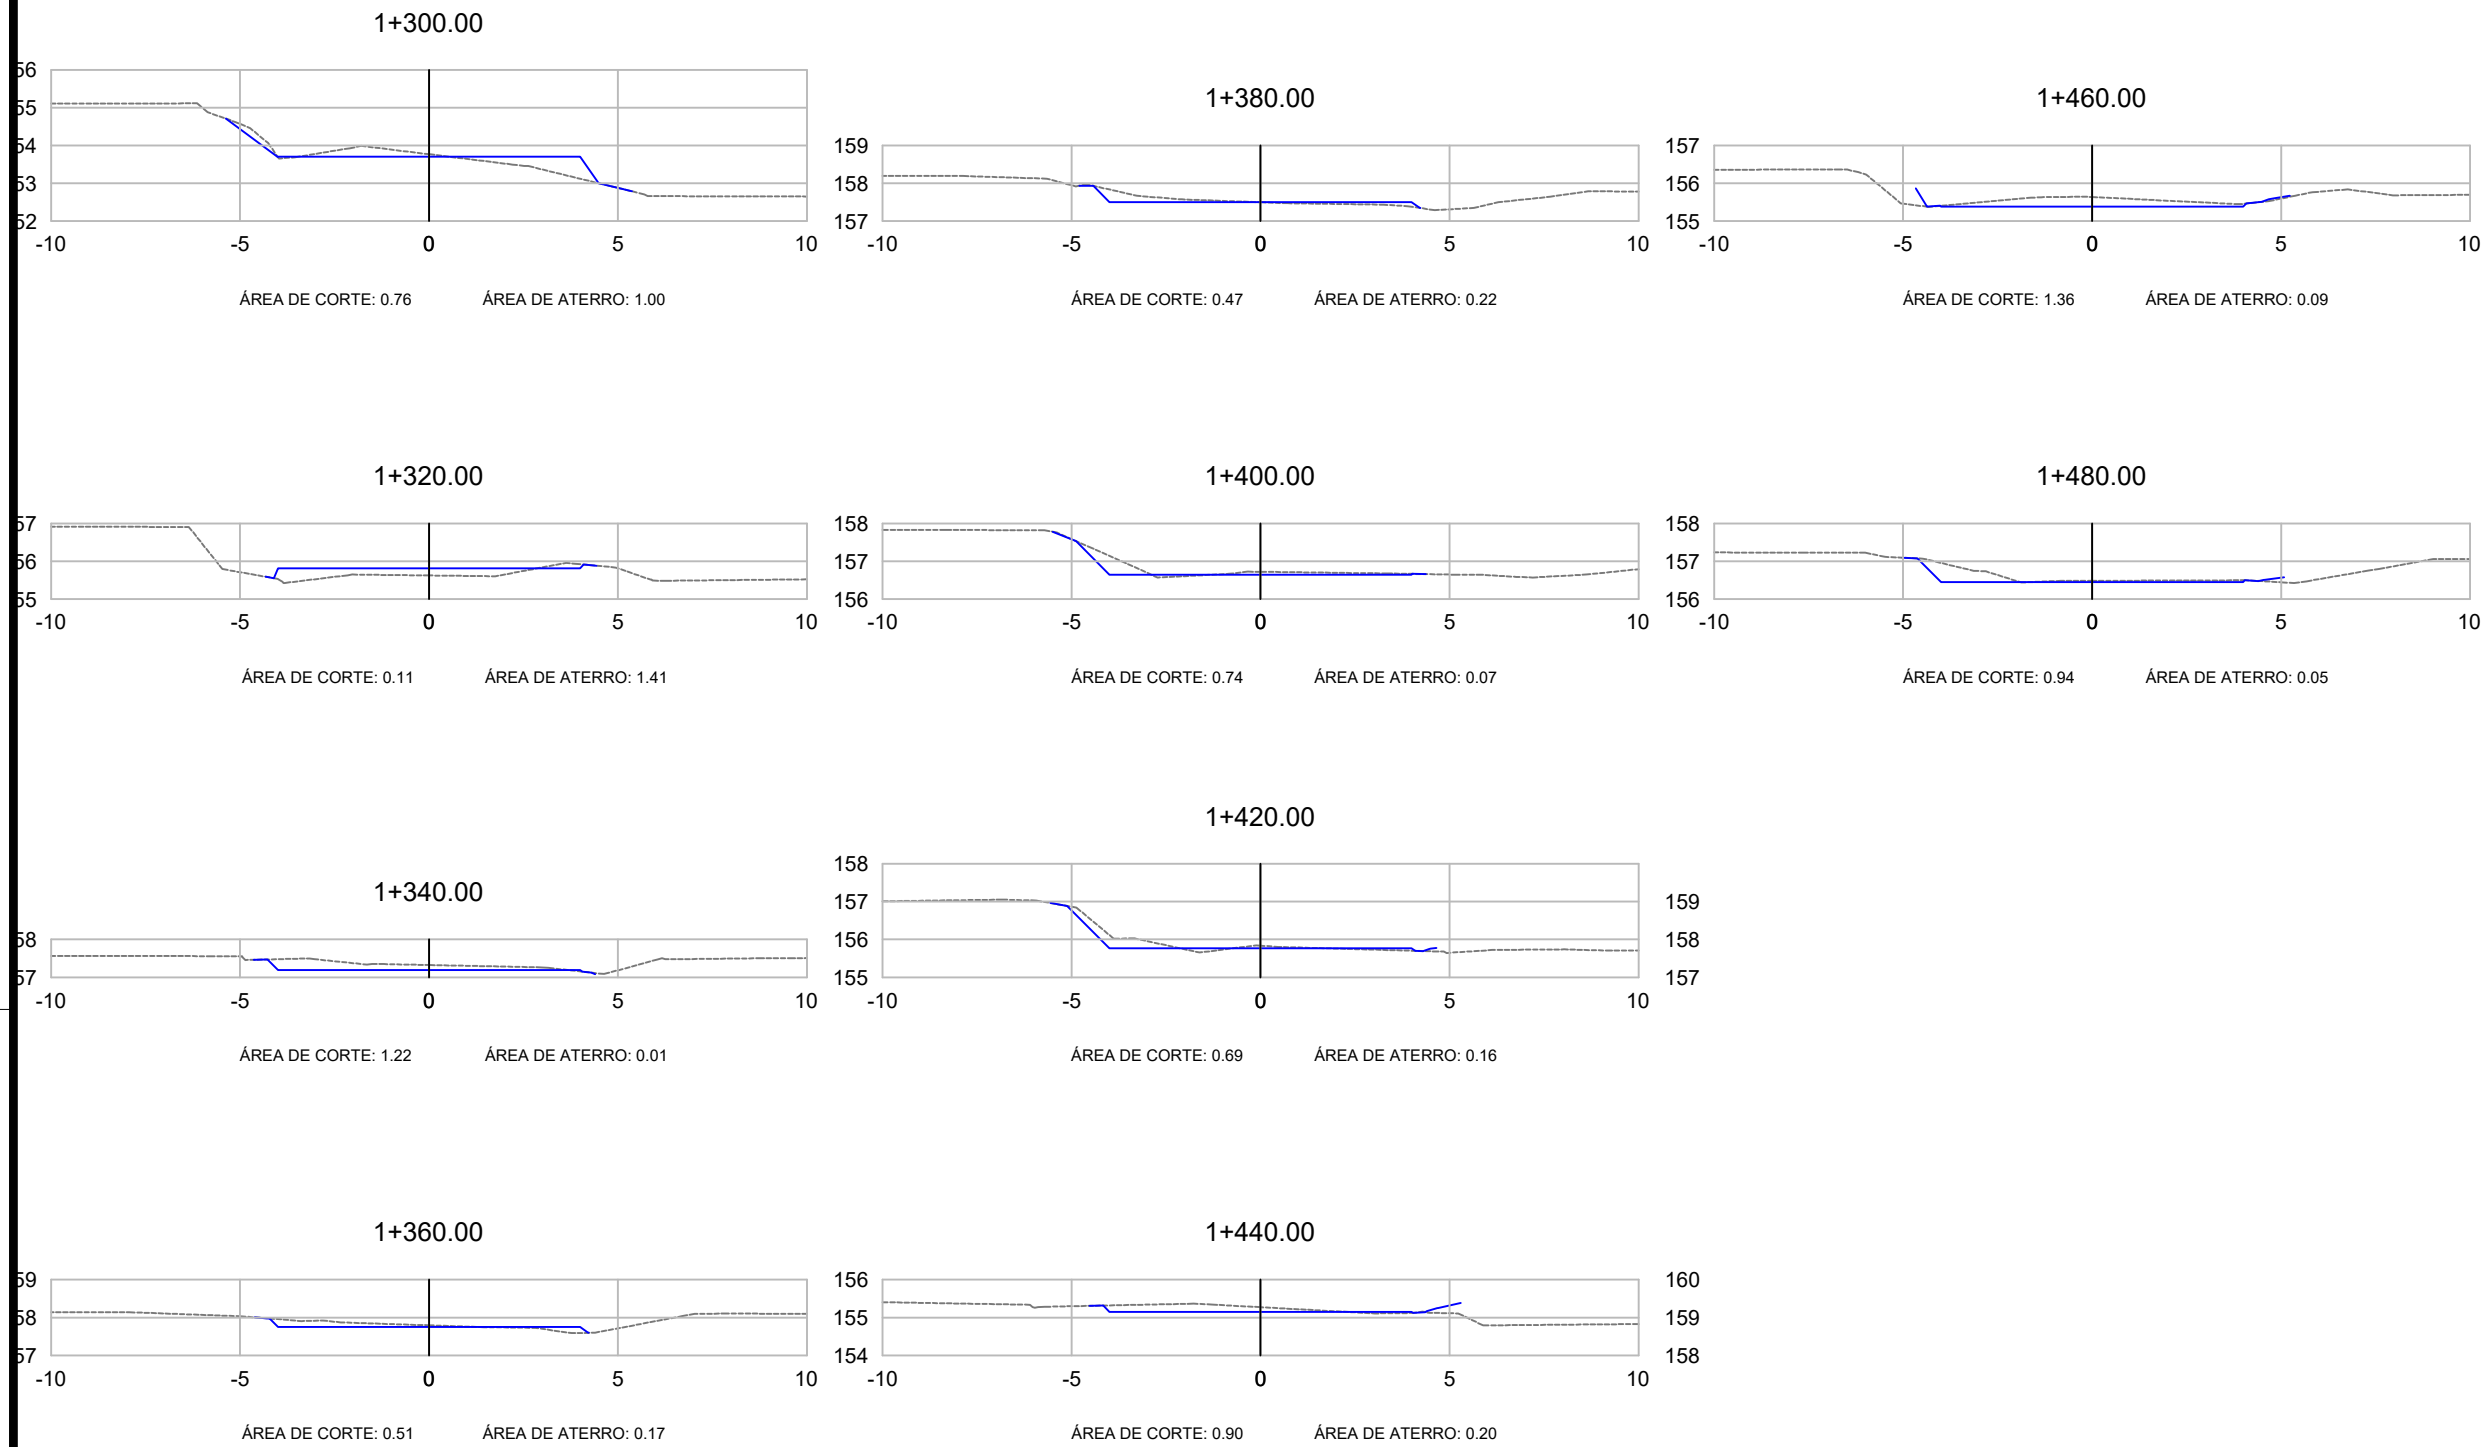 1+300.00
56
55
54
53
52
-10 -5 0 5 10
ÁREA DE CORTE: 0.76 ÁREA DE ATERRO: 1.00
1+380.00
159
158
157
-10 -5 0 5 10
ÁREA DE CORTE: 0.47 ÁREA DE ATERRO: 0.22
1+460.00
157
156
155
-10 -5 0 5 10
ÁREA DE CORTE: 1.36 ÁREA DE ATERRO: 0.09
1+320.00
57
56
55
-10 -5 0 5 10
ÁREA DE CORTE: 0.11 ÁREA DE ATERRO: 1.41
1+400.00
158
157
156
-10 -5 0 5 10
ÁREA DE CORTE: 0.74 ÁREA DE ATERRO: 0.07
1+480.00
158
157
156
-10 -5 0 5 10
ÁREA DE CORTE: 0.94 ÁREA DE ATERRO: 0.05
1+340.00
58
57
-10 -5 0 5 10
ÁREA DE CORTE: 1.22 ÁREA DE ATERRO: 0.01
1+420.00
158
157
156
155
-10 -5 0 5 10
ÁREA DE CORTE: 0.69 ÁREA DE ATERRO: 0.16
159
158
157
1+360.00
59
58
57
-10 -5 0 5 10
ÁREA DE CORTE: 0.51 ÁREA DE ATERRO: 0.17
1+440.00
156
155
154
-10 -5 0 5 10
ÁREA DE CORTE: 0.90 ÁREA DE ATERRO: 0.20
160
159
158